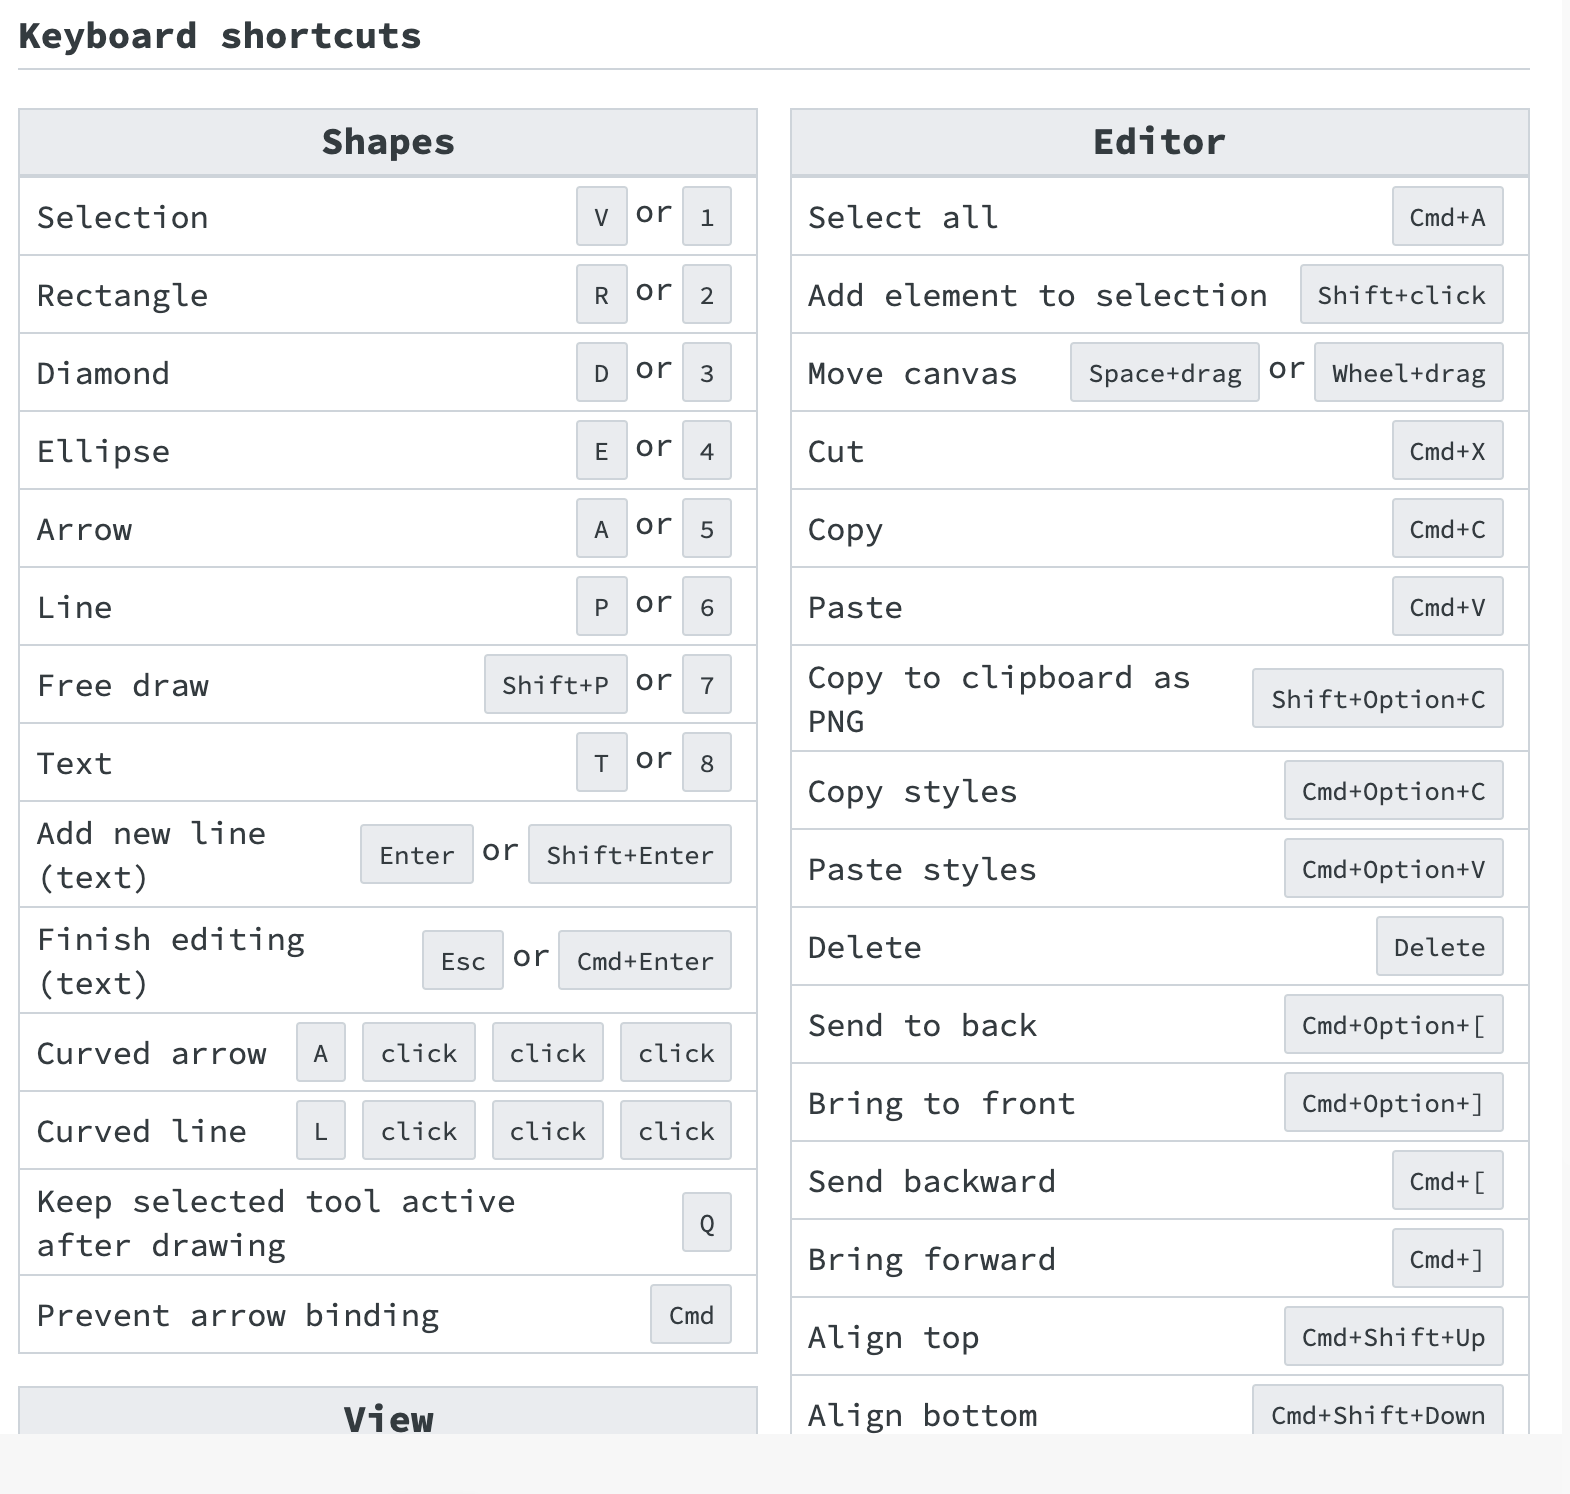 Keyboard shortcuts
Shapes
Selection V or 1
Rectangle R or 2
Diamond D or 3
Ellipse E or 4
Arrow A or 5
Line P or 6
Free draw Shift+P or 7
Text T or 8
Add new line
(text) Enter or Shift+Enter
Finish editing
(text) Esc or Cmd+Enter
Curved arrow A click click click
Curved line L click click click
Keep selected tool active
after drawing Q
Prevent arrow binding Cmd
View
Editor
Select all Cmd+A
Add element to selection Shift+click
Move canvas Space+drag or Wheel+drag
Cut Cmd+X
Copy Cmd+C
Paste Cmd+V
Copy to clipboard as
PNG Shift+Option+C
Copy styles Cmd+Option+C
Paste styles Cmd+Option+V
Delete Delete
Send to back Cmd+Option+[
Bring to front Cmd+Option+]
Send backward Cmd+[
Bring forward Cmd+]
Align top Cmd+Shift+Up
Align bottom Cmd+Shift+Down